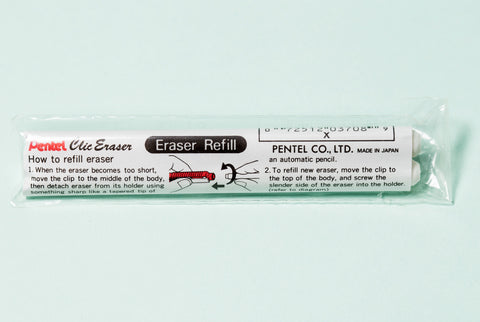 Pentel Clic Eraser
Eraser Refill
How to refill eraser
1. When the eraser becomes too short,
move the clip to the middle of the body,
then detach eraser from its holder using
something sharp like a tapered tip of
72512 03708 9
X
PENTEL CO., LTD. MADE IN JAPAN
an automatic pencil.
2. To refill new eraser, move the clip to
the top of the body, and screw the
slender side of the eraser into the holder.
(refer to diagram)